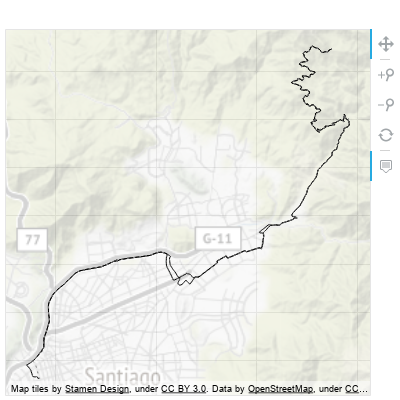 77
G-11
Santiago
Map tiles by Stamen Design, under CC BY 3.0. Data by OpenStreetMap, under CC...